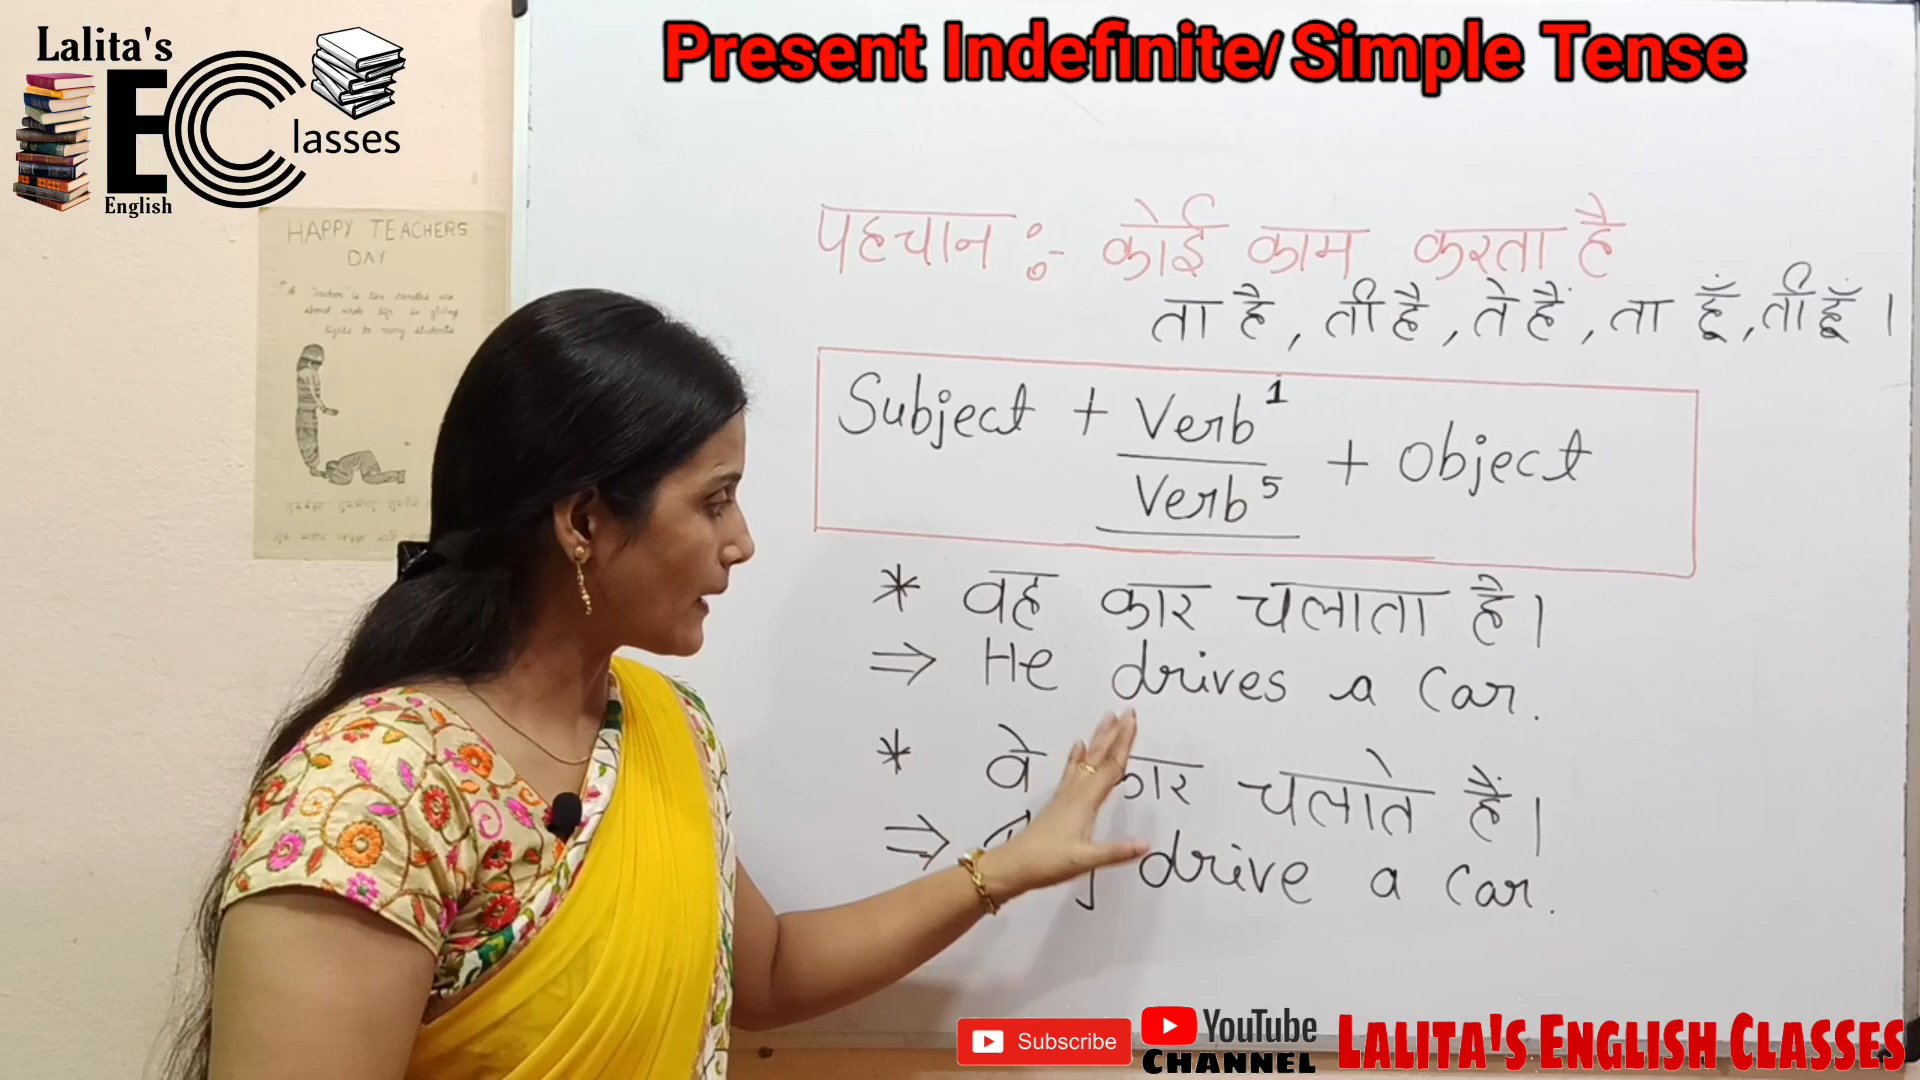 Lalita's
EC
lasses
English
Present Indefinite/ Simple Tense
HAPPY TEACHERS
DAY
पहचान :- कोई काम करता है
ता है, ती है, ते हैं, ता हूँ, ती हूँ ।
Subject + Verb¹ / Verb⁵ + Object
* वह कार चलाता है।
⇒ He drives a car.
* वे कार चलाते हैं।
⇒ drive a car.
Subscribe
YouTube
CHANNEL
LALITA'S ENGLISH CLASSES